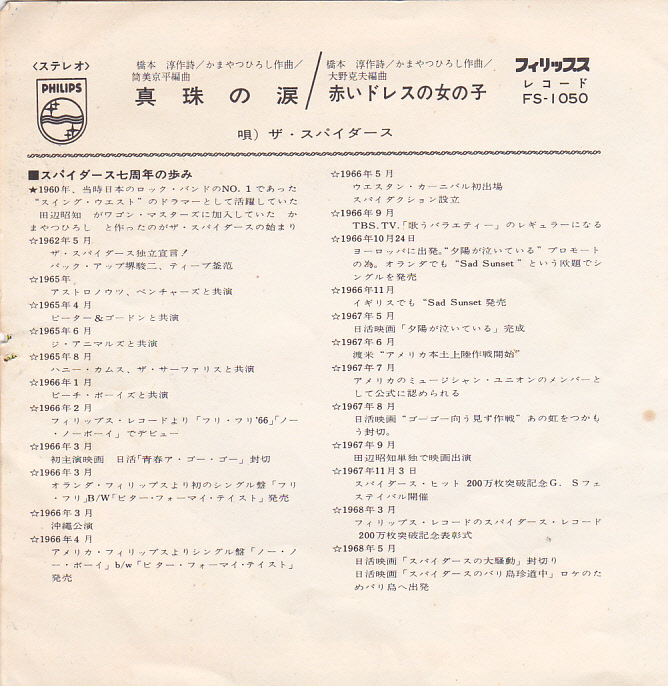 〈ステレオ〉
PHILIPS
橋本 淳作詩／かまやつひろし作曲／
筒美京平編曲
真珠の涙
橋本 淳作詩／かまやつひろし作曲／
大野克夫編曲
赤いドレスの女の子
フィリップス
レコード
FS-1050
唄）ザ・スパイダース
■スパイダース七周年の歩み
★1960年、当時日本のロック・バンドのNO.1であった
“スイング・ウエスト”のドラマーとして活躍していた
田辺昭知 がワゴン・マスターズに加入していた か
まやつひろし と作ったのがザ・スパイダースの始まり
☆1962年５月
ザ・スパイダース独立宣言！
バック・アップ堺駿二、ティーブ釜萢
☆1965年、
アストロノウツ、ベンチャーズと共演
☆1965年４月
ピーター＆ゴードンと共演
☆1965年６月
ジ・アニマルズと共演
☆1965年８月
ハニー・カムス、ザ・サファリスと共演
☆1966年１月
ビーチ・ボーイズと共演
☆1966年２月
フィリップス・レコードより「フリ・フリ'66」「ノー
・ノーボーイ」でデビュー
☆1966年３月
初主演映画 日活「青春ア・ゴー・ゴー」封切
☆1966年３月
オランダ・フィリップスより初のシングル盤「フリ
・フリ」B/W「ビター・フォーマイ・テイスト」発売
☆1966年３月
沖縄公演
☆1966年４月
アメリカ・フィリップスよりシングル盤「ノー・ノ
ー・ボーイ」b/w「ビター・フォーマイ・テイスト」
発売
☆1966年５月
ウエスタン・カーニバル初出場
スパイダクション設立
☆1966年９月
TBS.TV.「歌うバラエティー」のレギュラーになる
☆1966年10月24日
ヨーロッパに出発。“夕陽が泣いている”プロモート
の為。オランダでも“Sad Sunset”という欧題でシ
ングルを発売
☆1966年11月
イギリスでも“Sad Sunset 発売
☆1967年５月
日活映画「夕陽が泣いている」完成
☆1967年６月
渡米“アメリカ本土上陸作戦開始”
☆1967年７月
アメリカのミュージシャン・ユニオンのメンバーと
して公式に認められる
☆1967年８月
日活映画“ゴーゴー向う見ず作戦”あの虹をつかも
う封切。
☆1967年９月
田辺昭知単独で映画出演
☆1967年11月３日
スパイダース・ヒット 200万枚突破記念G．Sフェ
スティバル開催
☆1968年３月
フィリップス・レコードのスパイダース・レコード
200万枚突破記念表彰式
☆1968年５月
日活映画「スパイダースの大騒動」封切り
日活映画「スパイダースのバリ島珍道中」ロケのた
めバリ島へ出発